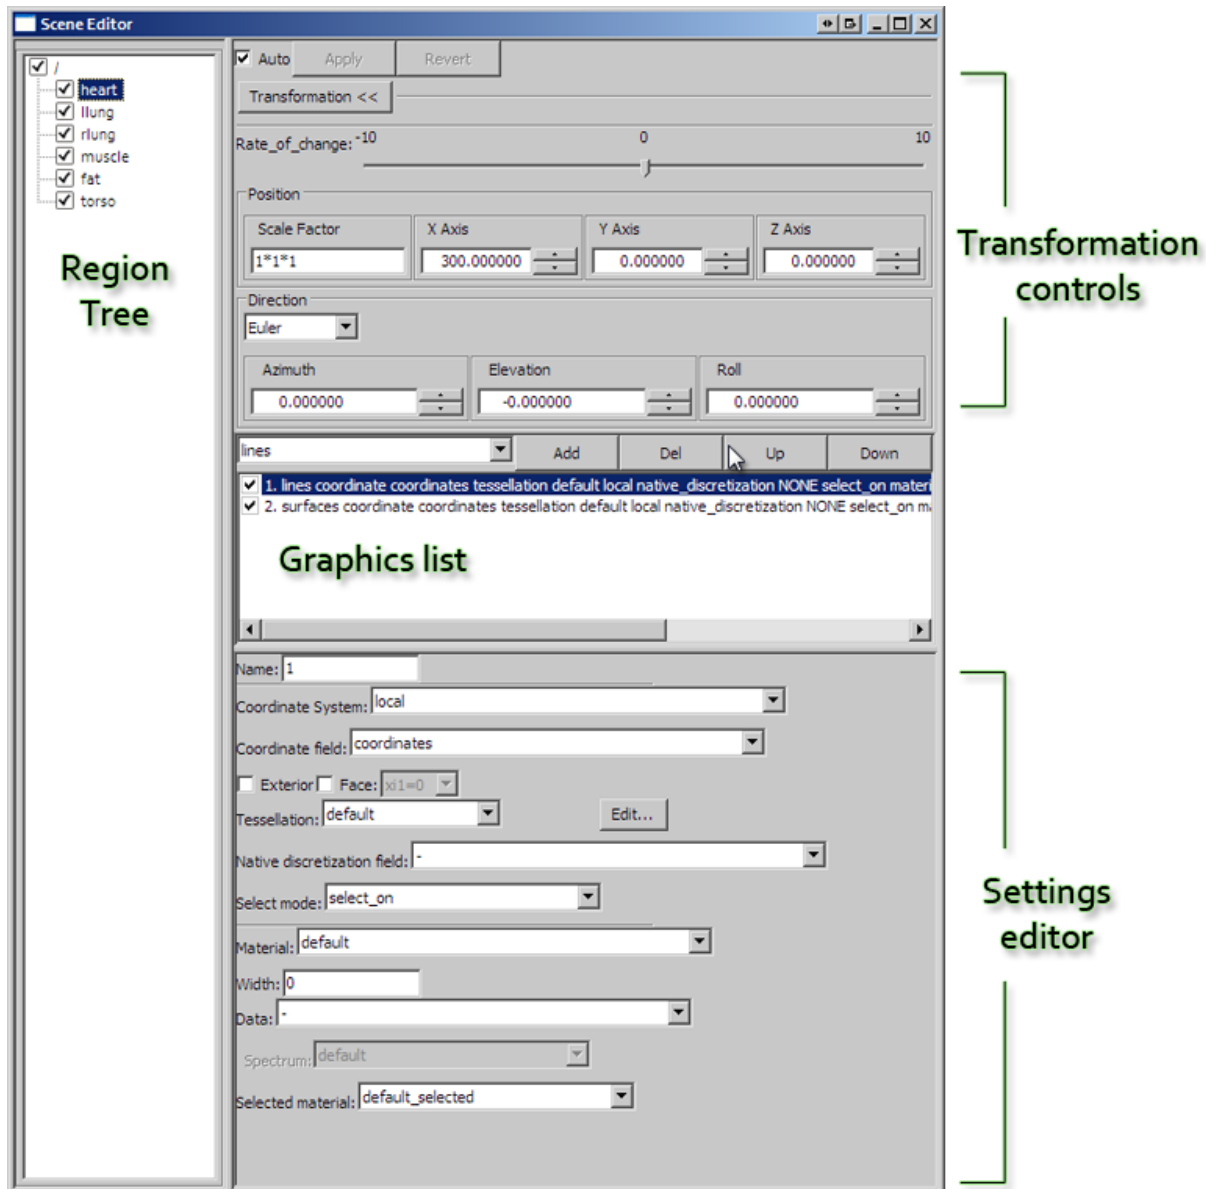 Scene Editor
/
heart
llung
rlung
muscle
fat
torso
Region
Tree
Auto Apply Revert
Transformation <<
Rate_of_change: -10 0 10
Position
Scale Factor X Axis Y Axis Z Axis
1*1*1 300.000000 0.000000 0.000000
Direction
Euler
Azimuth Elevation Roll
0.000000 -0.000000 0.000000
Transformation
controls
lines Add Del Up Down
1. lines coordinate coordinates tessellation default local native_discretization NONE select_on materi
2. surfaces coordinate coordinates tessellation default local native_discretization NONE select_on m
Graphics list
Name: 1
Coordinate System: local
Coordinate field: coordinates
Exterior Face: xi1=0
Tessellation: default Edit...
Native discretization field: -
Select mode: select_on
Material: default
Width: 0
Data: -
Spectrum: default
Selected material: default_selected
Settings
editor